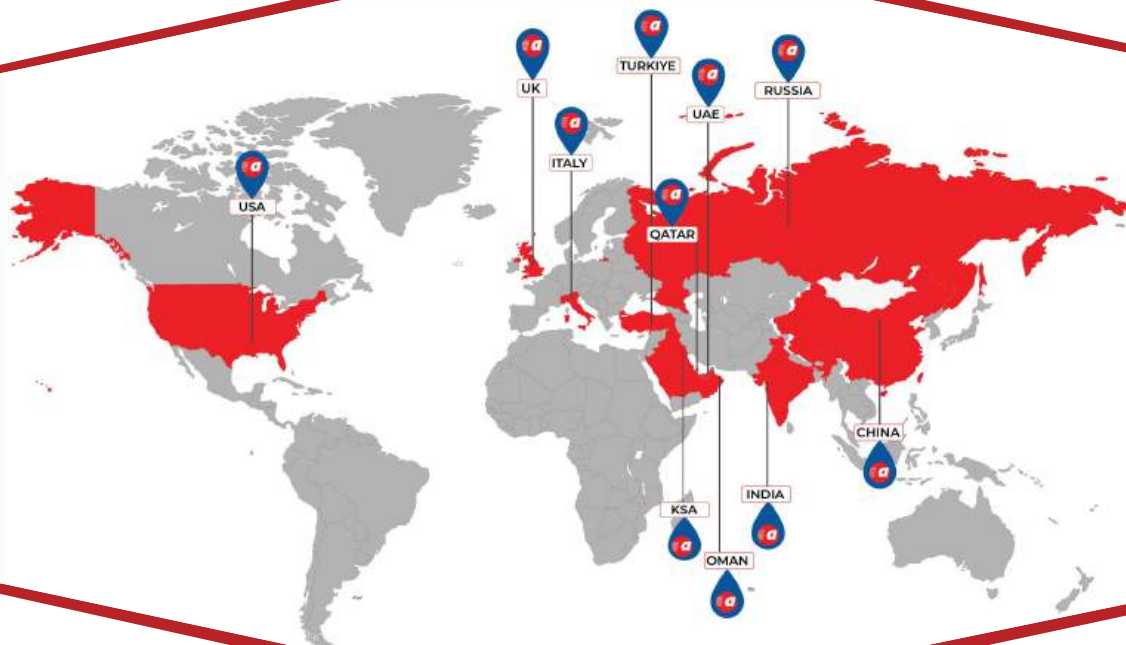 TURKIYE
UK
UAE
RUSSIA
ITALY
USA
QATAR
CHINA
INDIA
KSA
OMAN
a
a
a
a
a
a
a
a
a
a
a